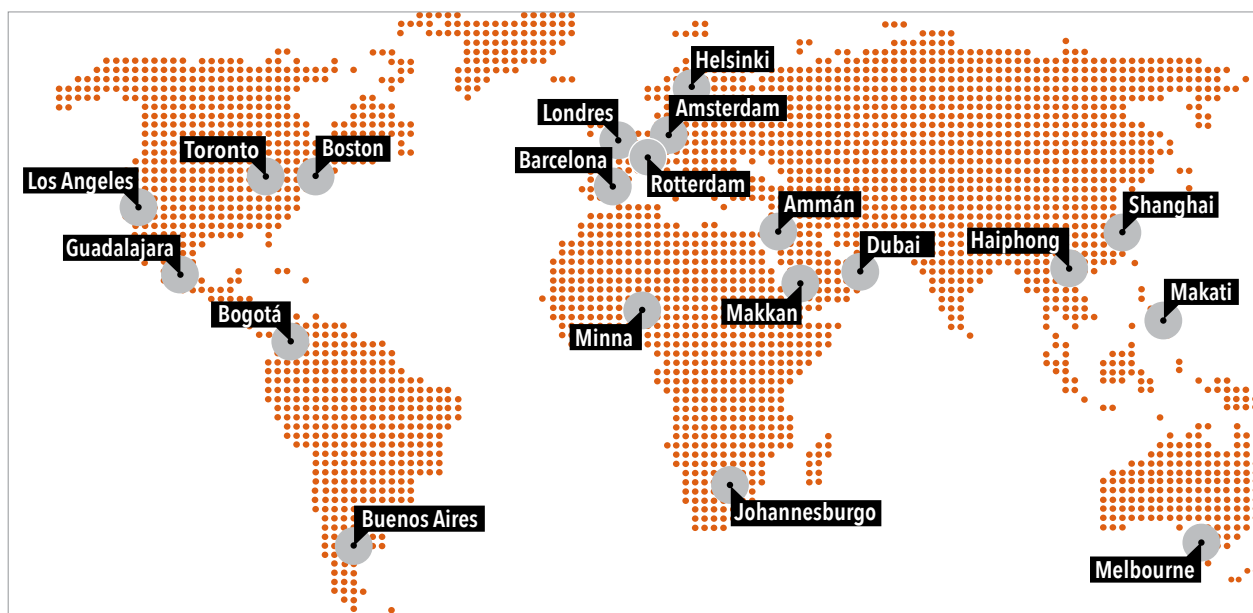 Helsinki
Londres
Amsterdam
Toronto
Boston
Barcelona
Rotterdam
Los Angeles
Ammán
Shanghai
Guadalajara
Dubai
Haiphong
Makati
Bogotá
Makkan
Minna
Johannesburgo
Buenos Aires
Melbourne